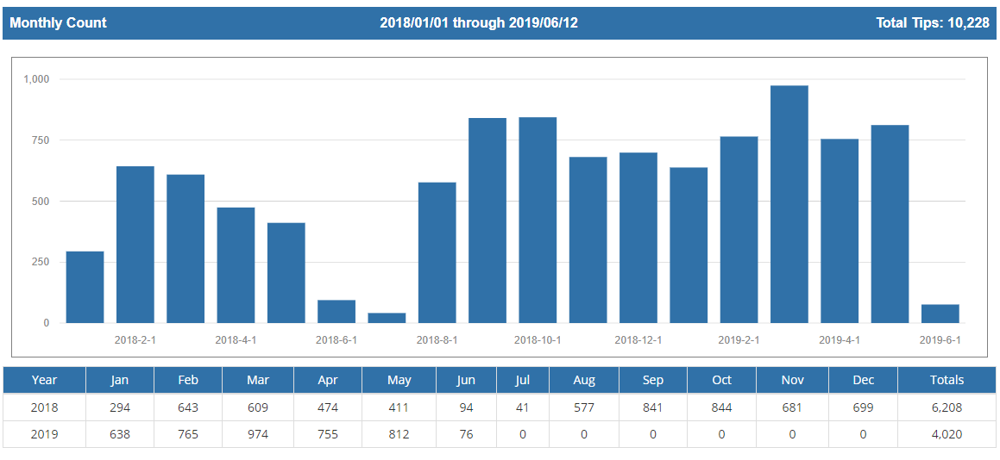 Monthly Count 2018/01/01 through 2019/06/12 Total Tips: 10,228
1,000
750
500
250
0
2018-2-1 2018-4-1 2018-6-1 2018-8-1 2018-10-1 2018-12-1 2019-2-1 2019-4-1 2019-6-1
Year Jan Feb Mar Apr May Jun Jul Aug Sep Oct Nov Dec Totals
2018 294 643 609 474 411 94 41 577 841 844 681 699 6,208
2019 638 765 974 755 812 76 0 0 0 0 0 0 4,020